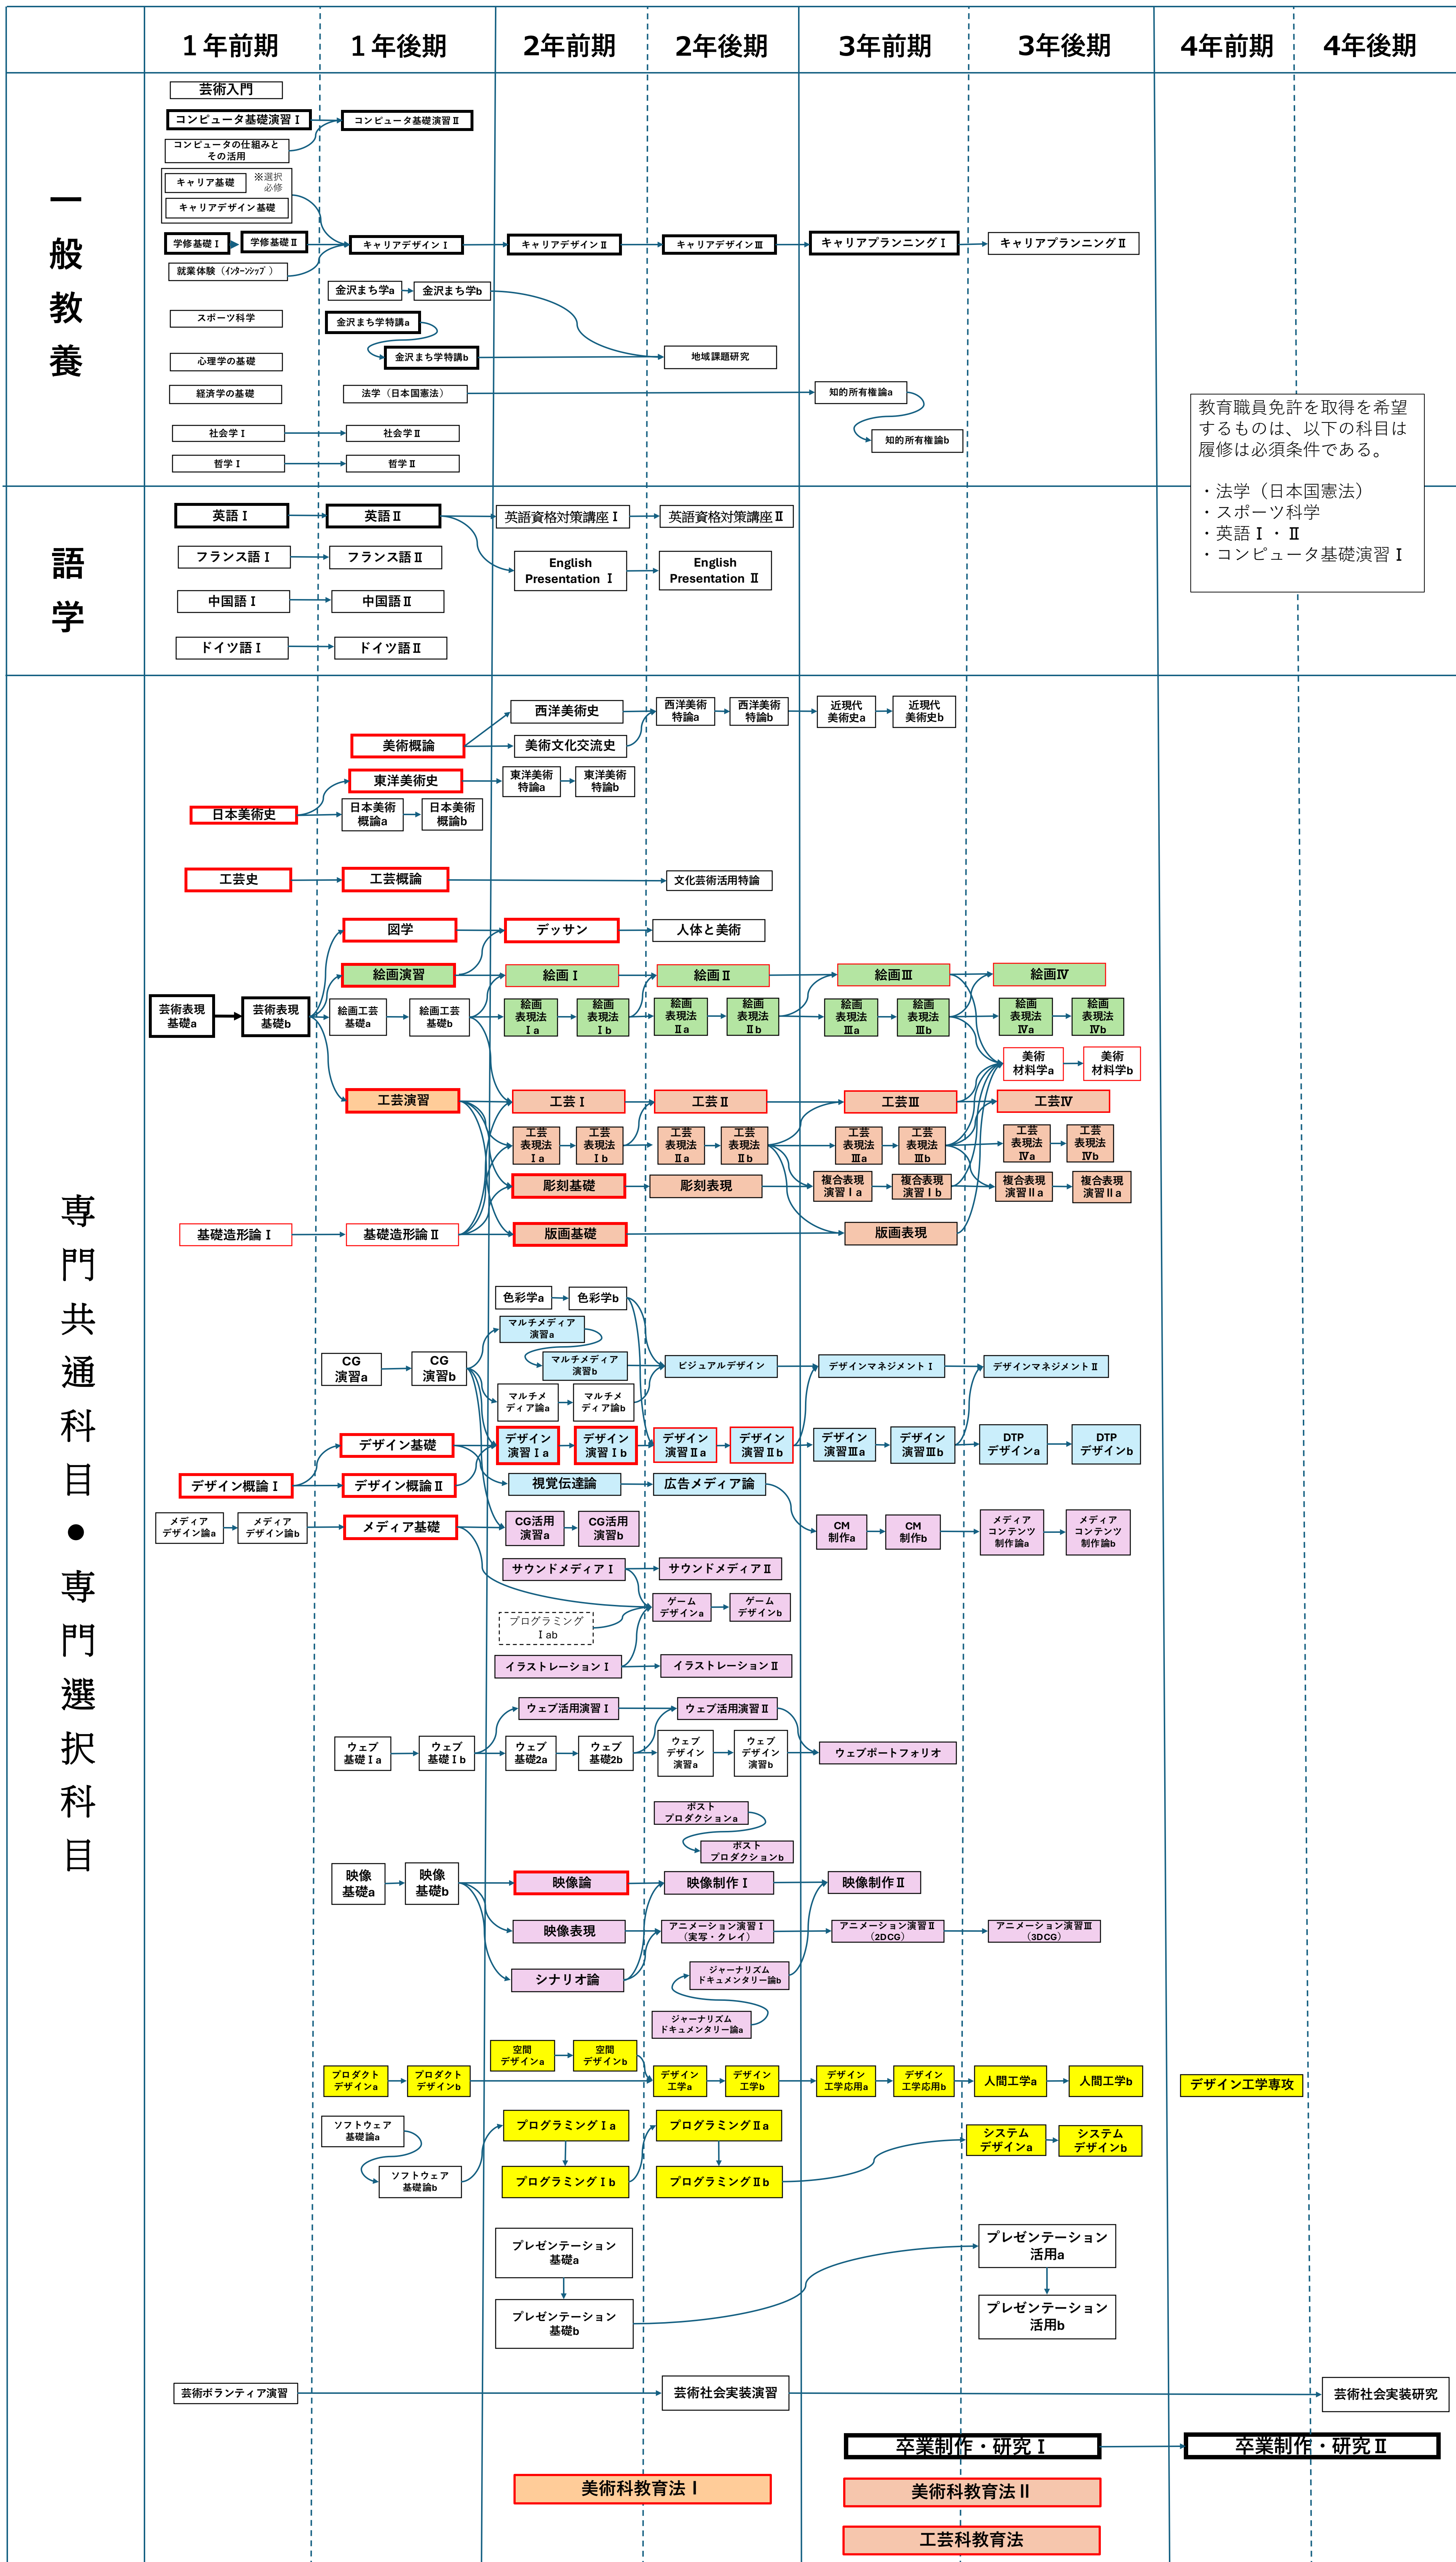 １年前期
１年後期
2年前期
2年後期
3年前期
3年後期
4年前期
4年後期
一般教養
芸術入門
コンピュータ基礎演習Ⅰ
コンピュータ基礎演習Ⅱ
コンピュータの仕組みと
その活用
キャリア基礎
※選択
必修
キャリアデザイン基礎
学修基礎Ⅰ
学修基礎Ⅱ
キャリアデザインⅠ
キャリアデザインⅡ
キャリアデザインⅢ
キャリアプランニングⅠ
キャリアプランニングⅡ
就業体験（インターンシップ）
金沢まち学a
金沢まち学b
スポーツ科学
金沢まち学特講a
金沢まち学特講b
地域課題研究
心理学の基礎
経済学の基礎
法学（日本国憲法）
知的所有権論a
知的所有権論b
社会学Ⅰ
社会学Ⅱ
哲学Ⅰ
哲学Ⅱ
教育職員免許を取得を希望
するものは、以下の科目は
履修は必須条件である。
・法学（日本国憲法）
・スポーツ科学
・英語Ⅰ・Ⅱ
・コンピュータ基礎演習Ⅰ
語学
英語Ⅰ
英語Ⅱ
英語資格対策講座Ⅰ
英語資格対策講座Ⅱ
フランス語Ⅰ
フランス語Ⅱ
English
Presentation Ⅰ
English
Presentation Ⅱ
中国語Ⅰ
中国語Ⅱ
ドイツ語Ⅰ
ドイツ語Ⅱ
専門共通科目●専門選択科目
西洋美術史
西洋美術
特論a
西洋美術
特論b
近現代
美術史a
近現代
美術史b
美術概論
美術文化交流史
東洋美術史
東洋美術
特論a
東洋美術
特論b
日本美術史
日本美術
概論a
日本美術
概論b
工芸史
工芸概論
文化芸術活用特論
図学
デッサン
人体と美術
絵画演習
絵画Ⅰ
絵画Ⅱ
絵画Ⅲ
絵画Ⅳ
芸術表現
基礎a
芸術表現
基礎b
絵画工芸
基礎a
絵画工芸
基礎b
絵画
表現法
Ⅰa
絵画
表現法
Ⅰb
絵画
表現法
Ⅱa
絵画
表現法
Ⅱb
絵画
表現法
Ⅲa
絵画
表現法
Ⅲb
絵画
表現法
Ⅳa
絵画
表現法
Ⅳb
美術
材料学a
美術
材料学b
工芸演習
工芸Ⅰ
工芸Ⅱ
工芸Ⅲ
工芸Ⅳ
工芸
表現法
Ⅰa
工芸
表現法
Ⅰb
工芸
表現法
Ⅱa
工芸
表現法
Ⅱb
工芸
表現法
Ⅲa
工芸
表現法
Ⅲb
工芸
表現法
Ⅳa
工芸
表現法
Ⅳb
彫刻基礎
彫刻表現
複合表現
演習Ⅰa
複合表現
演習Ⅰb
複合表現
演習Ⅱa
複合表現
演習Ⅱa
基礎造形論Ⅰ
基礎造形論Ⅱ
版画基礎
版画表現
色彩学a
色彩学b
マルチメディア
演習a
CG
演習a
CG
演習b
マルチメディア
演習b
ビジュアルデザイン
デザインマネジメントⅠ
デザインマネジメントⅡ
マルチメ
ディア論a
マルチメ
ディア論b
デザイン基礎
デザイン
演習Ⅰa
デザイン
演習Ⅰb
デザイン
演習Ⅱa
デザイン
演習Ⅱb
デザイン
演習Ⅲa
デザイン
演習Ⅲb
DTP
デザインa
DTP
デザインb
デザイン概論Ⅰ
デザイン概論Ⅱ
視覚伝達論
広告メディア論
メディア
デザイン論a
メディア
デザイン論b
メディア基礎
CG活用
演習a
CG活用
演習b
CM
制作a
CM
制作b
メディア
コンテンツ
制作論a
メディア
コンテンツ
制作論b
サウンドメディアⅠ
サウンドメディアⅡ
ゲーム
デザインa
ゲーム
デザインb
プログラミング
Ⅰab
イラストレーションⅠ
イラストレーションⅡ
ウェブ活用演習Ⅰ
ウェブ活用演習Ⅱ
ウェブ
基礎Ⅰa
ウェブ
基礎Ⅰb
ウェブ
基礎2a
ウェブ
基礎2b
ウェブ
デザイン
演習a
ウェブ
デザイン
演習b
ウェブポートフォリオ
ポスト
プロダクションa
ポスト
プロダクションb
映像
基礎a
映像
基礎b
映像論
映像制作Ⅰ
映像制作Ⅱ
映像表現
アニメーション演習Ⅰ
（実写・クレイ）
アニメーション演習Ⅱ
（2DCG）
アニメーション演習Ⅲ
（3DCG）
シナリオ論
ジャーナリズム
ドキュメンタリー論b
ジャーナリズム
ドキュメンタリー論a
空間
デザインa
空間
デザインb
プロダクト
デザインa
プロダクト
デザインb
デザイン
工学a
デザイン
工学b
デザイン
工学応用a
デザイン
工学応用b
人間工学a
人間工学b
デザイン工学専攻
ソフトウェア
基礎論a
プログラミングⅠa
プログラミングⅡa
システム
デザインa
システム
デザインb
ソフトウェア
基礎論b
プログラミングⅠb
プログラミングⅡb
プレゼンテーション
基礎a
プレゼンテーション
活用a
プレゼンテーション
基礎b
プレゼンテーション
活用b
芸術ボランティア演習
芸術社会実装演習
芸術社会実装研究
卒業制作・研究Ⅰ
卒業制作・研究Ⅱ
美術科教育法Ⅰ
美術科教育法Ⅱ
工芸科教育法